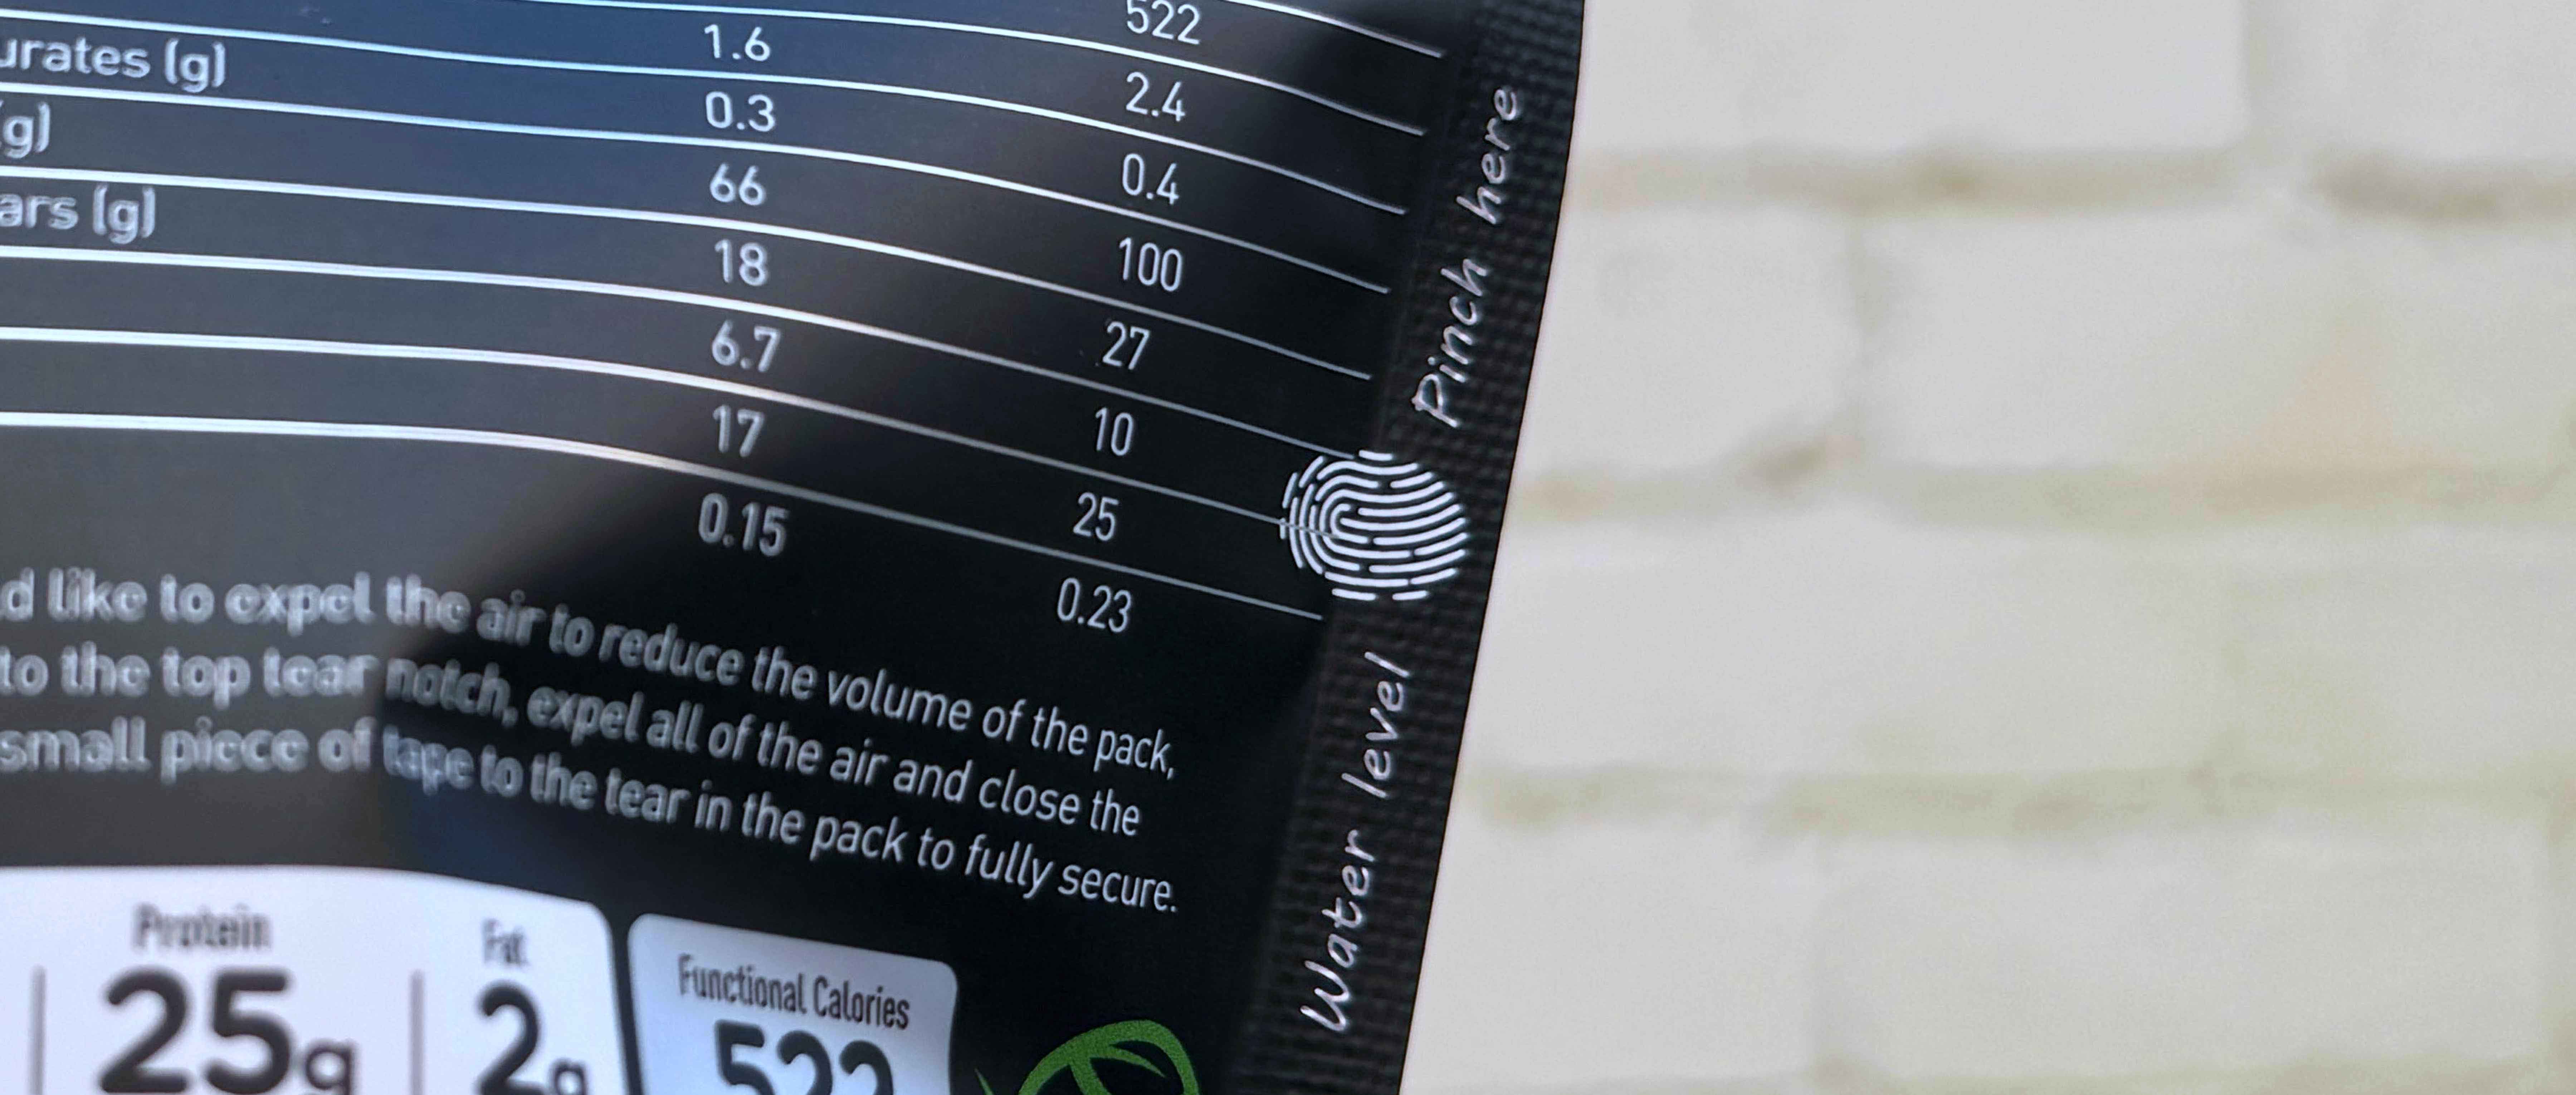 522
1.6 2.4
urates (g) 0.3 0.4
(g) 66 100
ars (g) 18 27
6.7 10
17 25
0.15 0.23
d like to expel the air to reduce the volume of the pack,
to the top tear notch, expel all of the air and close the
small piece of tape to the tear in the pack to fully secure.
Pinch here
Water level
Protein
25g
Fat
2g
Functional Calories
522